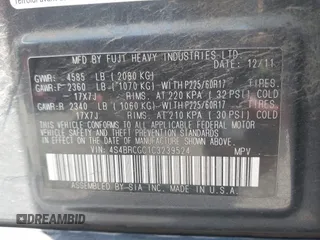 MFD BY FUJI HEAVY INDUSTRIES LTD. 12/11
GVWR: 4585 LB (2080 KG)
GAWR F 2360 LB (1070 KG) WITH P225/60R17 TIRES.
17X7J RIMS. AT 220 KPA (32 PSI) COLD
GAWR R 2340 LB (1060 KG) WITH P225/60R17 TIRES.
17X7J RIMS. AT 210 KPA (30 PSI) COLD
THIS VEHICLE CONFORMS TO ALL APPLICABLE
FEDERAL MOTOR VEHICLE SAFETY AND
THEFT PREVENTION STANDARDS IN EFFECT ON
THE DATE OF MANUFACTURE SHOWN ABOVE.
MPV
ASSEMBLED BY SIA INC. MADE IN U.S.A.
DREAMBID